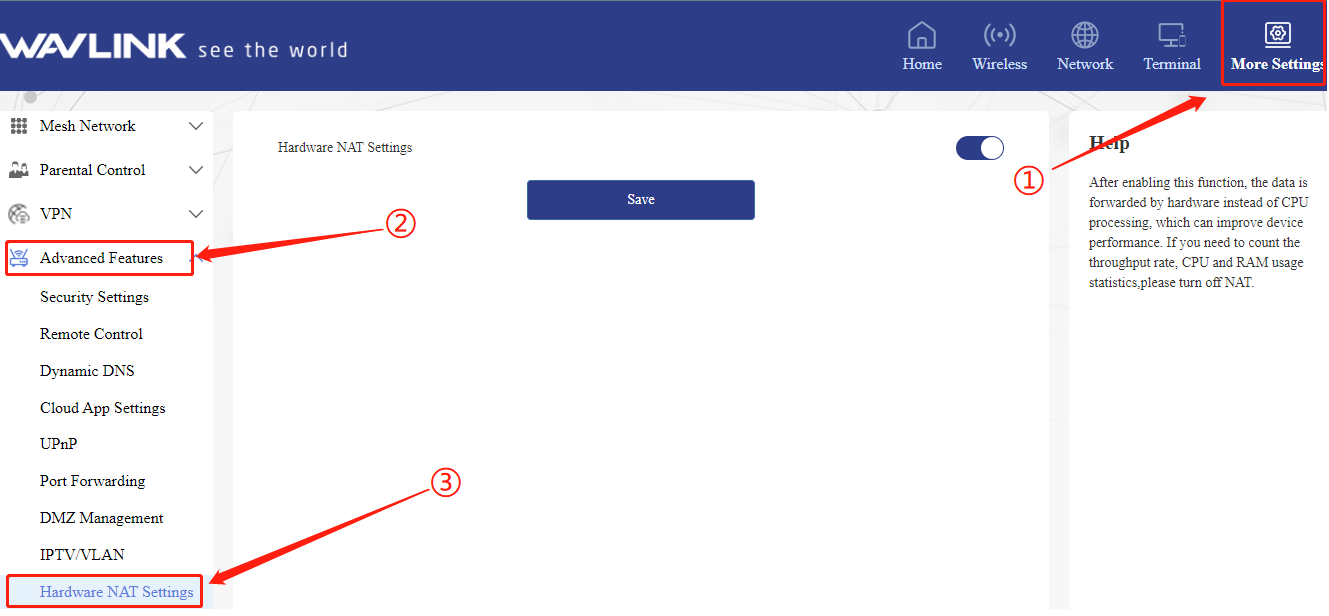 WAVLINK see the world
Home
Wireless
Network
Terminal
More Settings
①
Mesh Network
Parental Control
VPN
②
Advanced Features
Security Settings
Remote Control
Dynamic DNS
Cloud App Settings
UPnP
Port Forwarding
③
DMZ Management
IPTV/VLAN
Hardware NAT Settings
Hardware NAT Settings
Save
Help
After enabling this function, the data is
forwarded by hardware instead of CPU
processing, which can improve device
performance. If you need to count the
throughput rate, CPU and RAM usage
statistics,please turn off NAT.